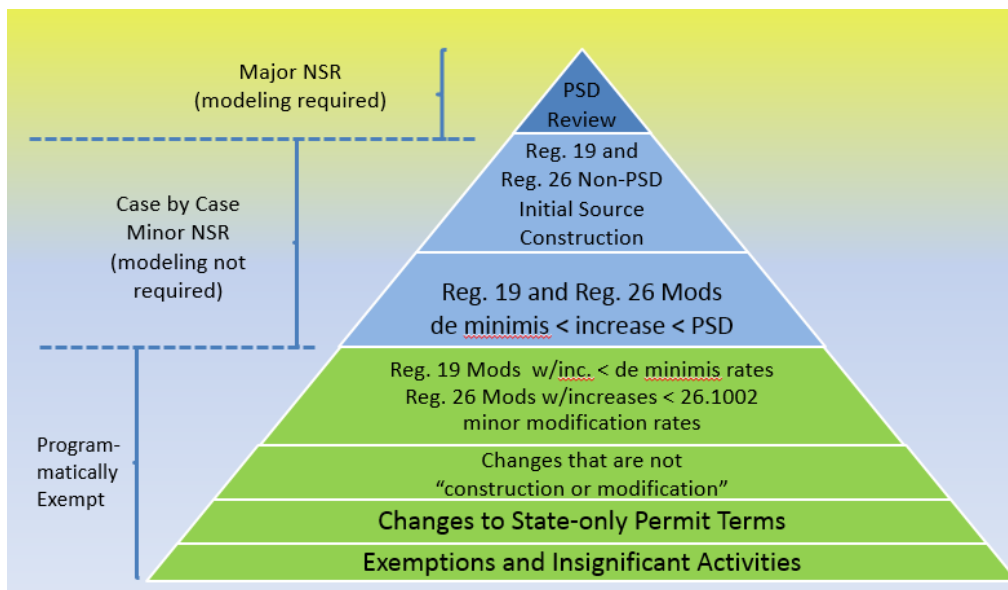 Major NSR
(modeling required)
Case by Case
Minor NSR
(modeling not
required)
Program-
matically
Exempt
PSD
Review
Reg. 19 and
Reg. 26 Non-PSD
Initial Source
Construction
Reg. 19 and Reg. 26 Mods
de minimis < increase < PSD
Reg. 19 Mods w/inc. < de minimis rates
Reg. 26 Mods w/increases < 26.1002
minor modification rates
Changes that are not
“construction or modification”
Changes to State-only Permit Terms
Exemptions and Insignificant Activities